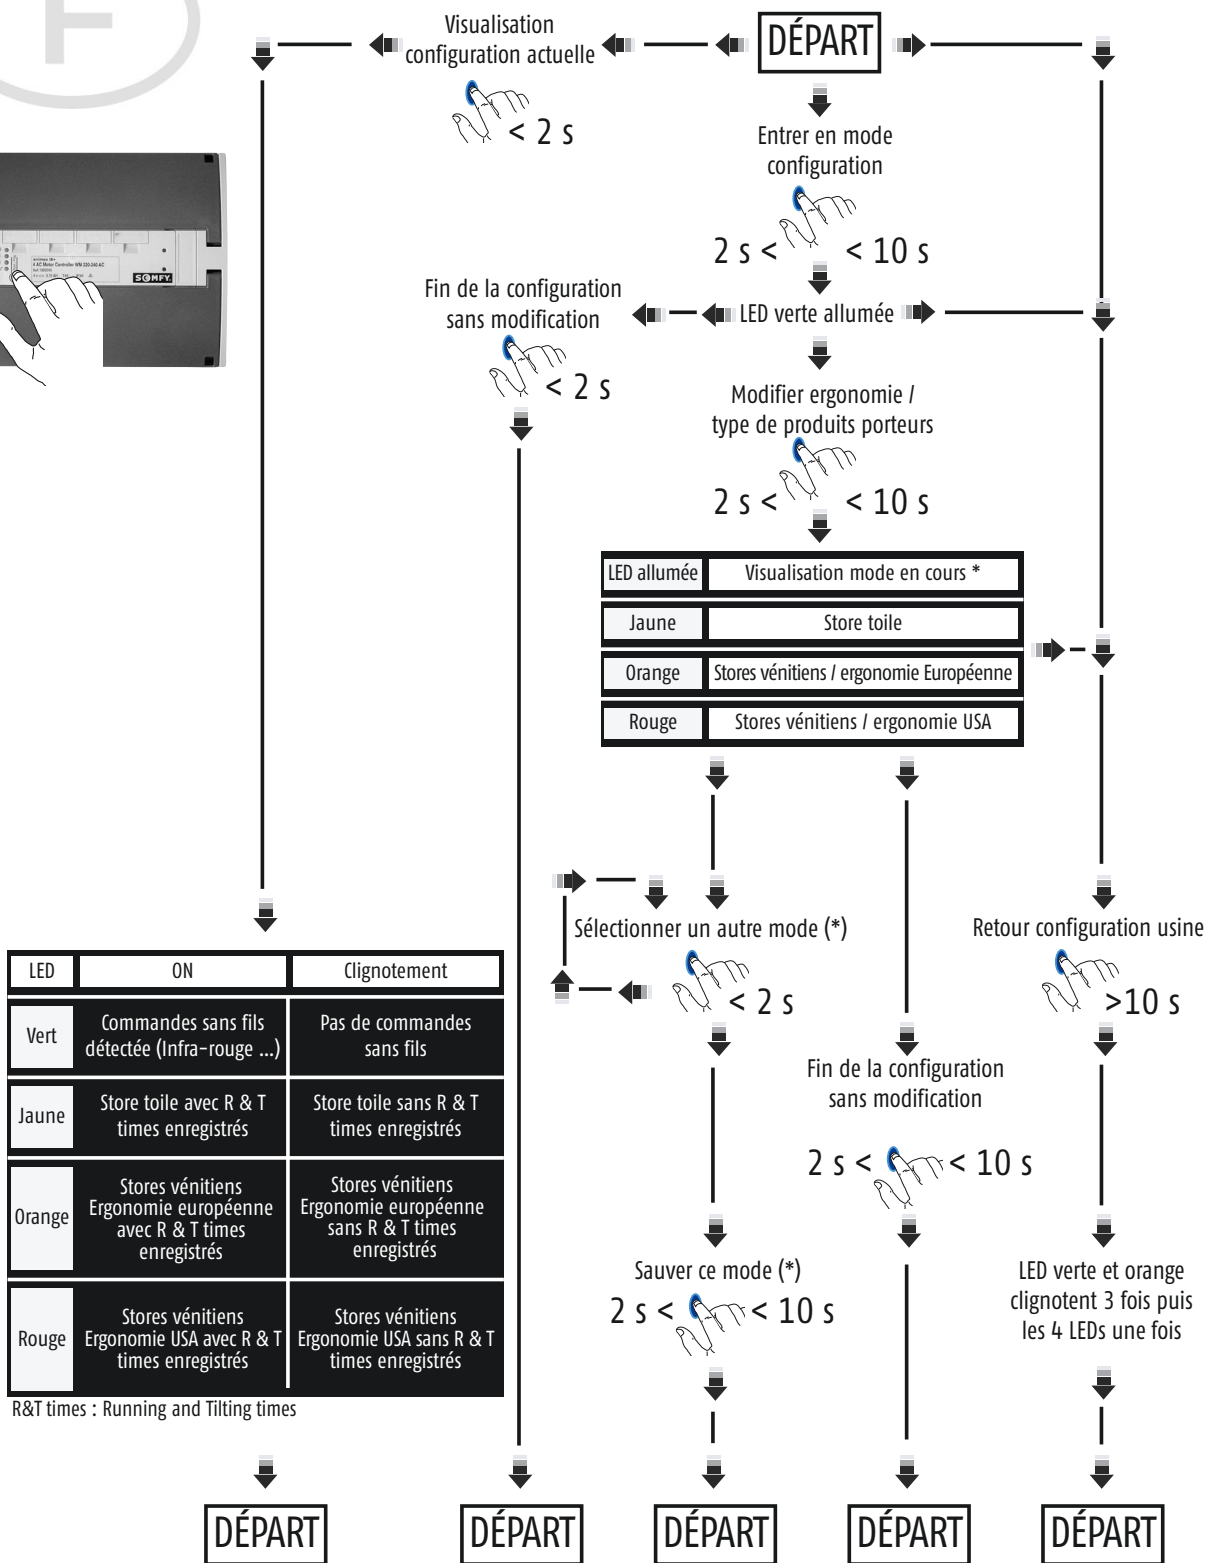 F
Visualisation
configuration actuelle
< 2 s
DÉPART
Entrer en mode
configuration
2 s < < 10 s
SOMFY
Fin de la configuration
sans modification
< 2 s
LED verte allumée
Modifier ergonomie /
type de produits porteurs
2 s < < 10 s
LED allumée Visualisation mode en cours *
Jaune Store toile
Orange Stores vénitiens / ergonomie Européenne
Rouge Stores vénitiens / ergonomie USA
Sélectionner un autre mode (*)
< 2 s
Retour configuration usine
>10 s
LED ON Clignotement
Vert Commandes sans fils Pas de commandes
détectée (Infra-rouge ...) sans fils
Jaune Store toile avec R & T Store toile sans R & T
times enregistrés times enregistrés
Orange Stores vénitiens Stores vénitiens
Ergonomie européenne Ergonomie européenne
avec R & T times sans R & T times
enregistrés enregistrés
Rouge Stores vénitiens Stores vénitiens
Ergonomie USA avec R & T Ergonomie USA sans R & T
times enregistrés times enregistrés
R&T times : Running and Tilting times
Fin de la configuration
sans modification
2 s < < 10 s
Sauver ce mode (*)
2 s < < 10 s
LED verte et orange
clignotent 3 fois puis
les 4 LEDs une fois
DÉPART DÉPART DÉPART DÉPART DÉPART